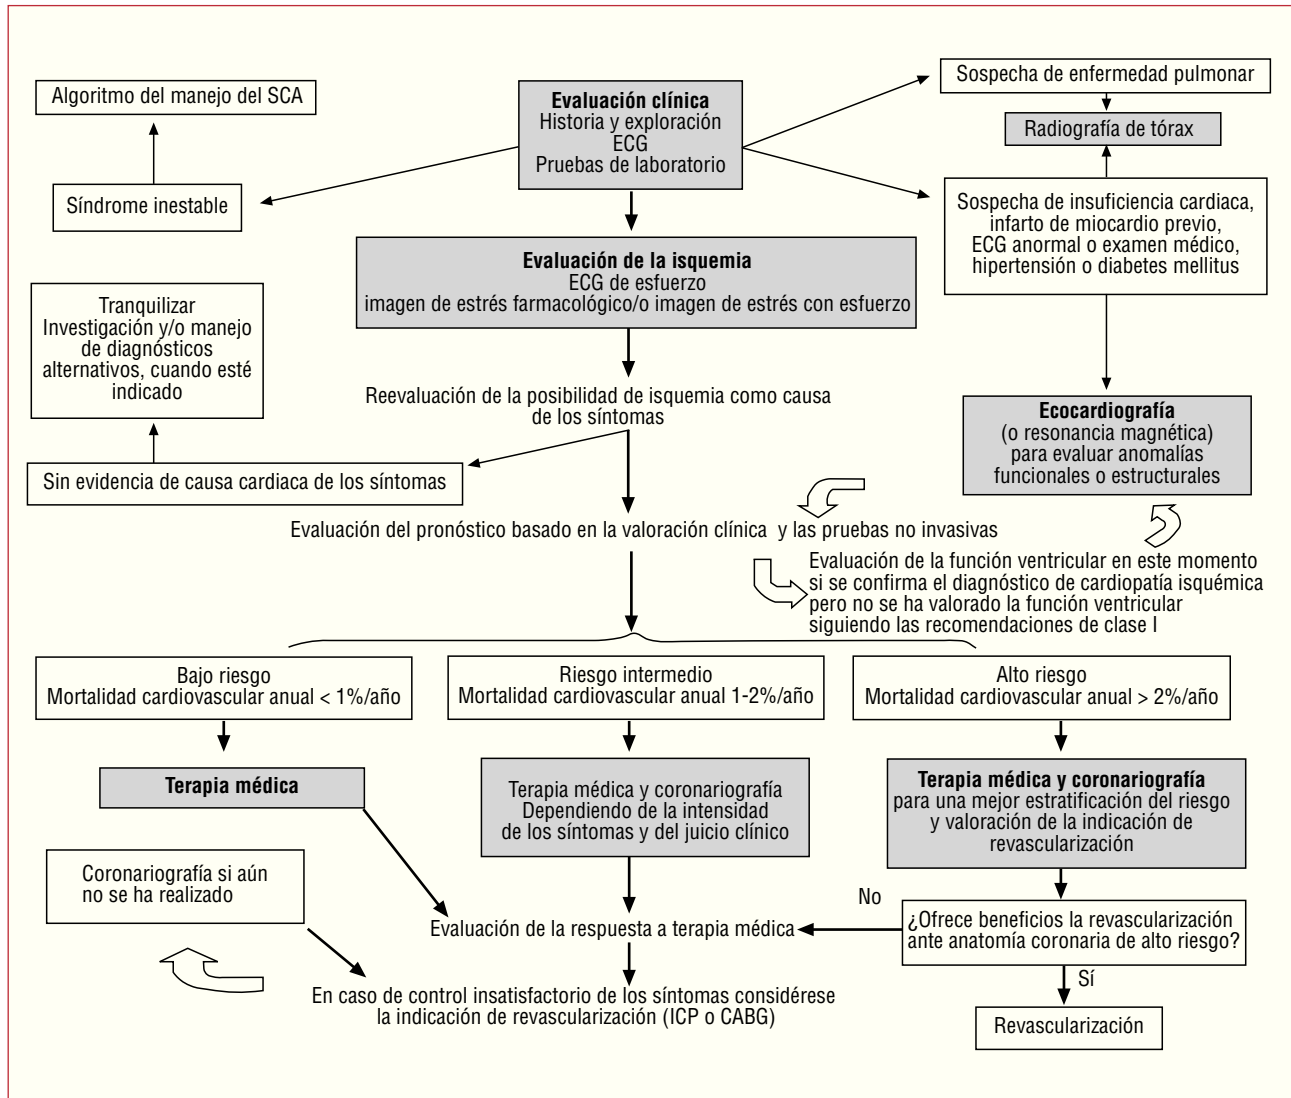 Algoritmo del manejo del SCA
Síndrome inestable
Evaluación clínica
Historia y exploración
ECG
Pruebas de laboratorio
Sospecha de enfermedad pulmonar
Radiografía de tórax
Sospecha de insuficiencia cardiaca,
infarto de miocardio previo,
ECG anormal o examen médico,
hipertensión o diabetes mellitus
Evaluación de la isquemia
ECG de esfuerzo
imagen de estrés farmacológico/o imagen de estrés con esfuerzo
Tranquilizar
Investigación y/o manejo
de diagnósticos
alternativos, cuando esté
indicado
Reevaluación de la posibilidad de isquemia como causa
de los síntomas
Ecocardiografía
(o resonancia magnética)
para evaluar anomalías
funcionales o estructurales
Sin evidencia de causa cardiaca de los síntomas
Evaluación del pronóstico basado en la valoración clínica y las pruebas no invasivas
Evaluación de la función ventricular en este momento
si se confirma el diagnóstico de cardiopatía isquémica
pero no se ha valorado la función ventricular
siguiendo las recomendaciones de clase I
Bajo riesgo
Mortalidad cardiovascular anual < 1%/año
Riesgo intermedio
Mortalidad cardiovascular anual 1-2%/año
Alto riesgo
Mortalidad cardiovascular anual > 2%/año
Terapia médica
Terapia médica y coronariografía
Dependiendo de la intensidad
de los síntomas y del juicio clínico
Terapia médica y coronariografía
para una mejor estratificación del riesgo
y valoración de la indicación de
revascularización
Coronariografía si aún
no se ha realizado
No
Evaluación de la respuesta a terapia médica
¿Ofrece beneficios la revascularización
ante anatomía coronaria de alto riesgo?
Sí
En caso de control insatisfactorio de los síntomas considérese
la indicación de revascularización (ICP o CABG)
Revascularización